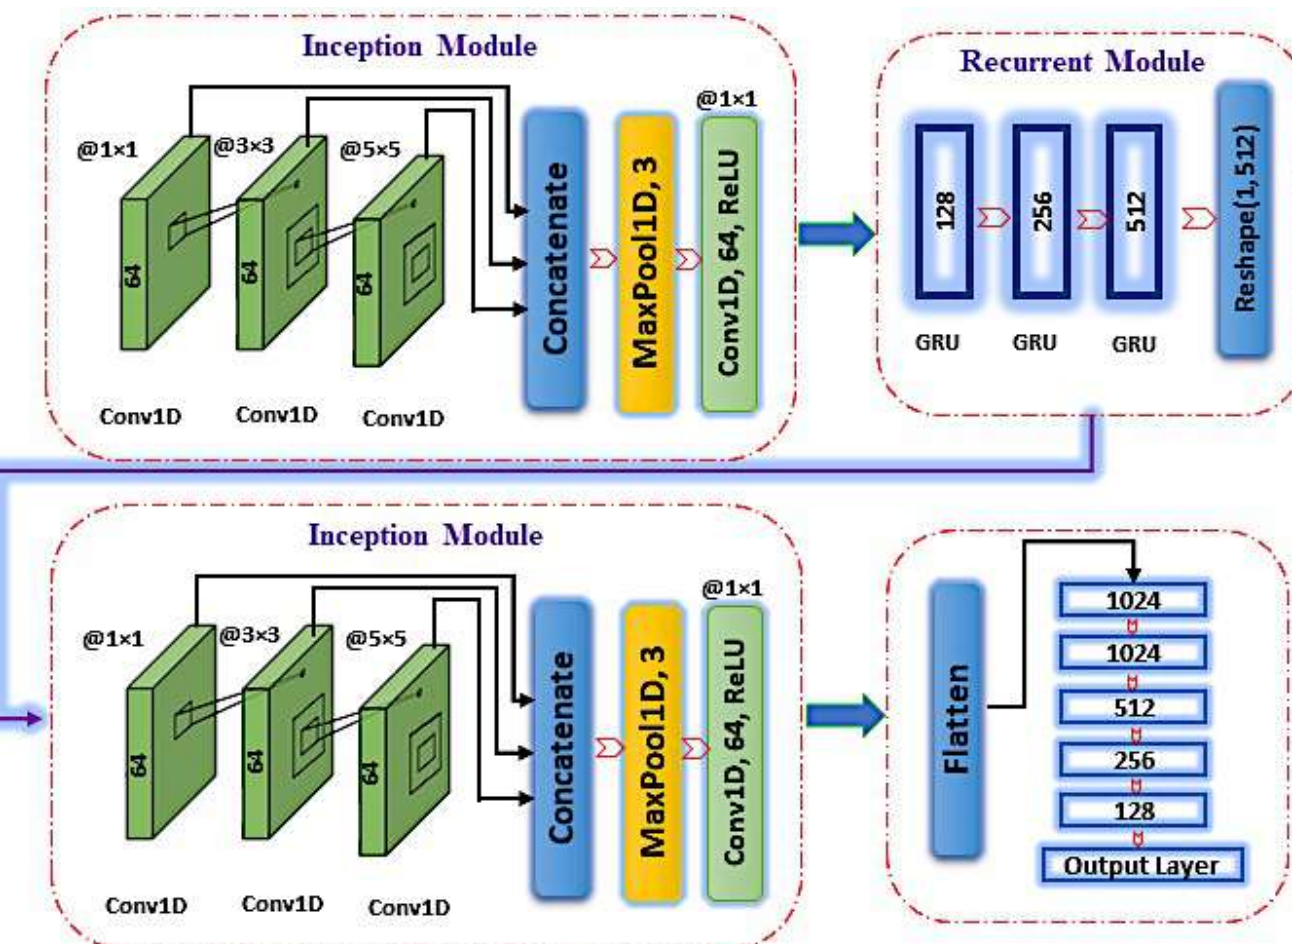 Inception Module
@1×1
@3×3
@5×5
64
64
64
Conv1D
Conv1D
Conv1D
Concatenate
MaxPool1D, 3
@1×1
Conv1D, 64, ReLU
Recurrent Module
128
256
512
GRU
GRU
GRU
Reshape(1, 512)
Inception Module
@1×1
@3×3
@5×5
64
64
64
Conv1D
Conv1D
Conv1D
Concatenate
MaxPool1D, 3
@1×1
Conv1D, 64, ReLU
Flatten
1024
1024
512
256
128
Output Layer